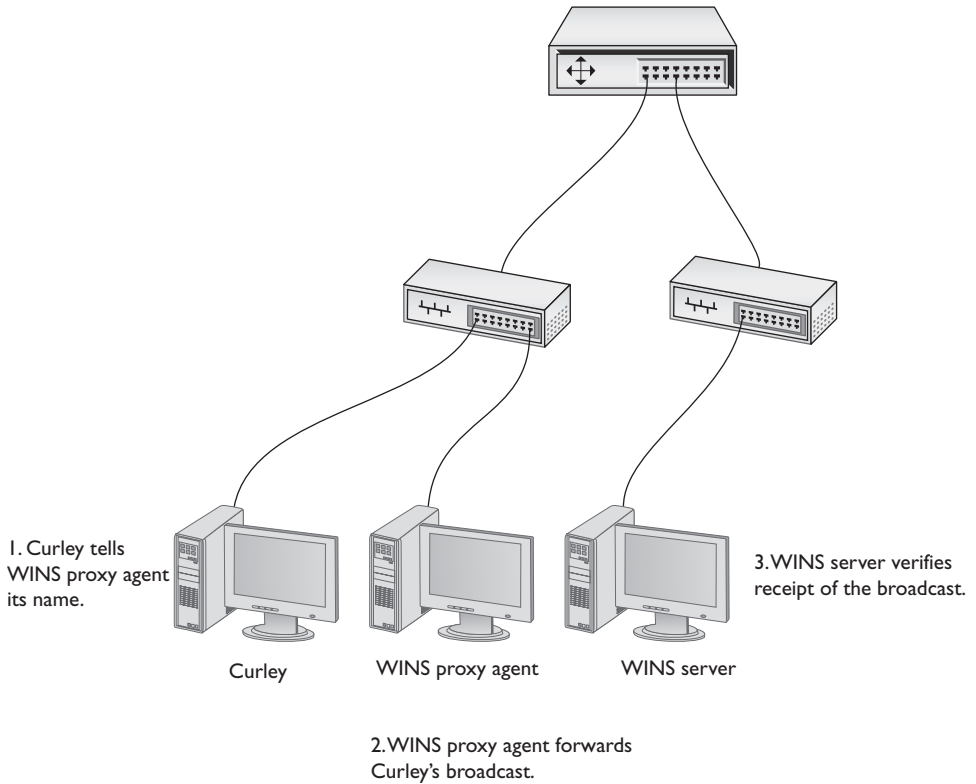 1. Curley tells
WINS proxy agent
its name.
3.WINS server verifies
receipt of the broadcast.
Curley
WINS proxy agent
WINS server
2.WINS proxy agent forwards
Curley's broadcast.